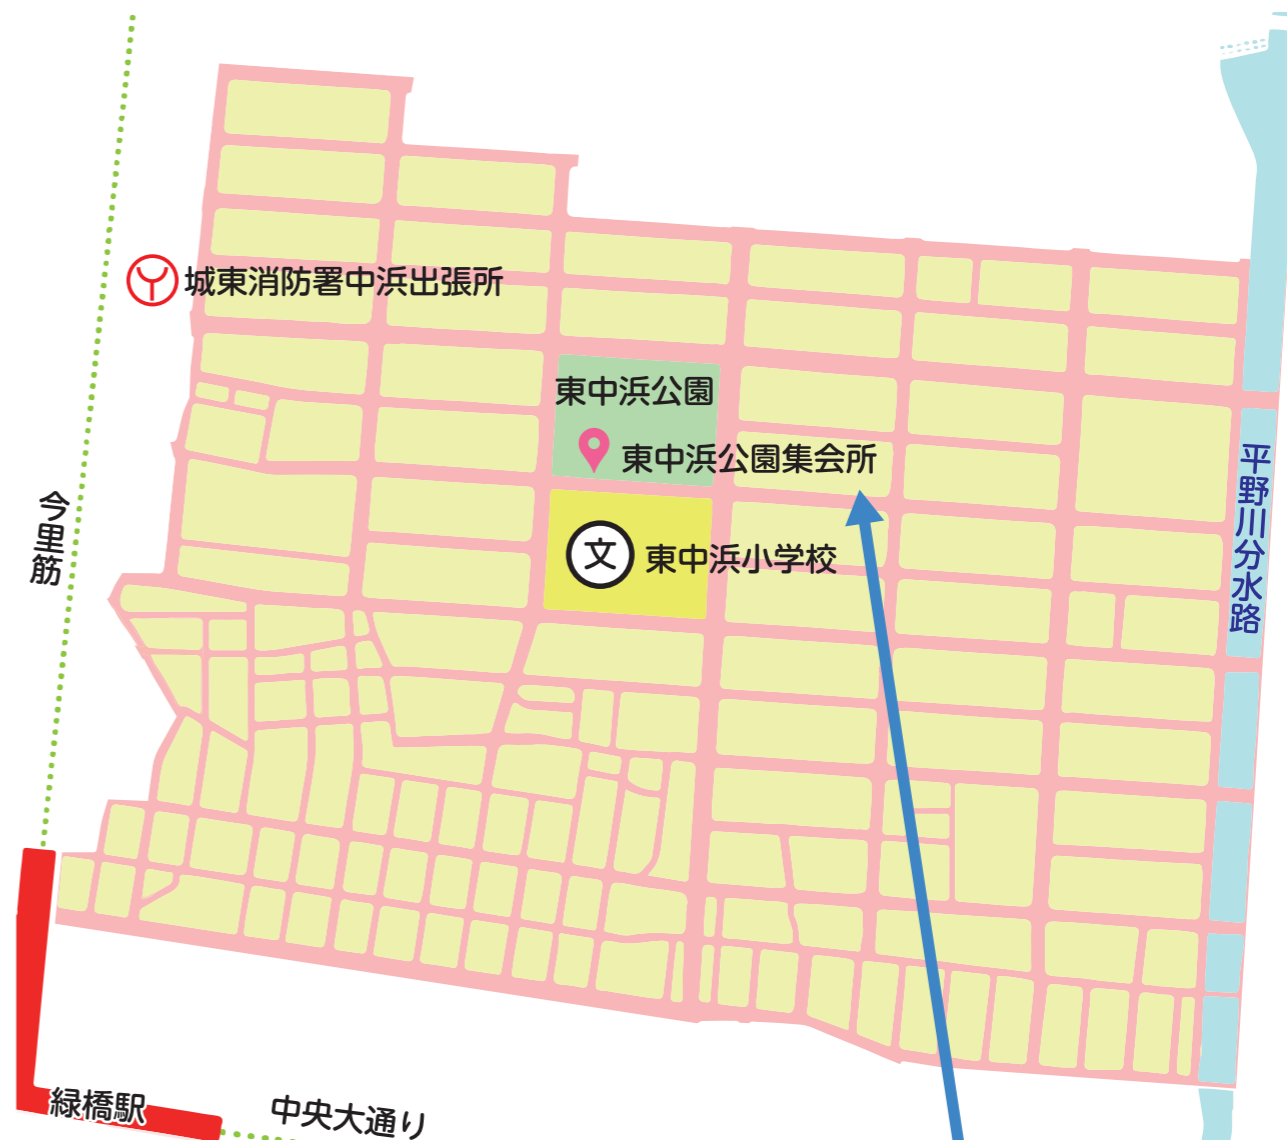 城東消防署中浜出張所
東中浜公園
東中浜公園集会所
文
東中浜小学校
今里筋
平野川分水路
緑橋駅
中央大通り